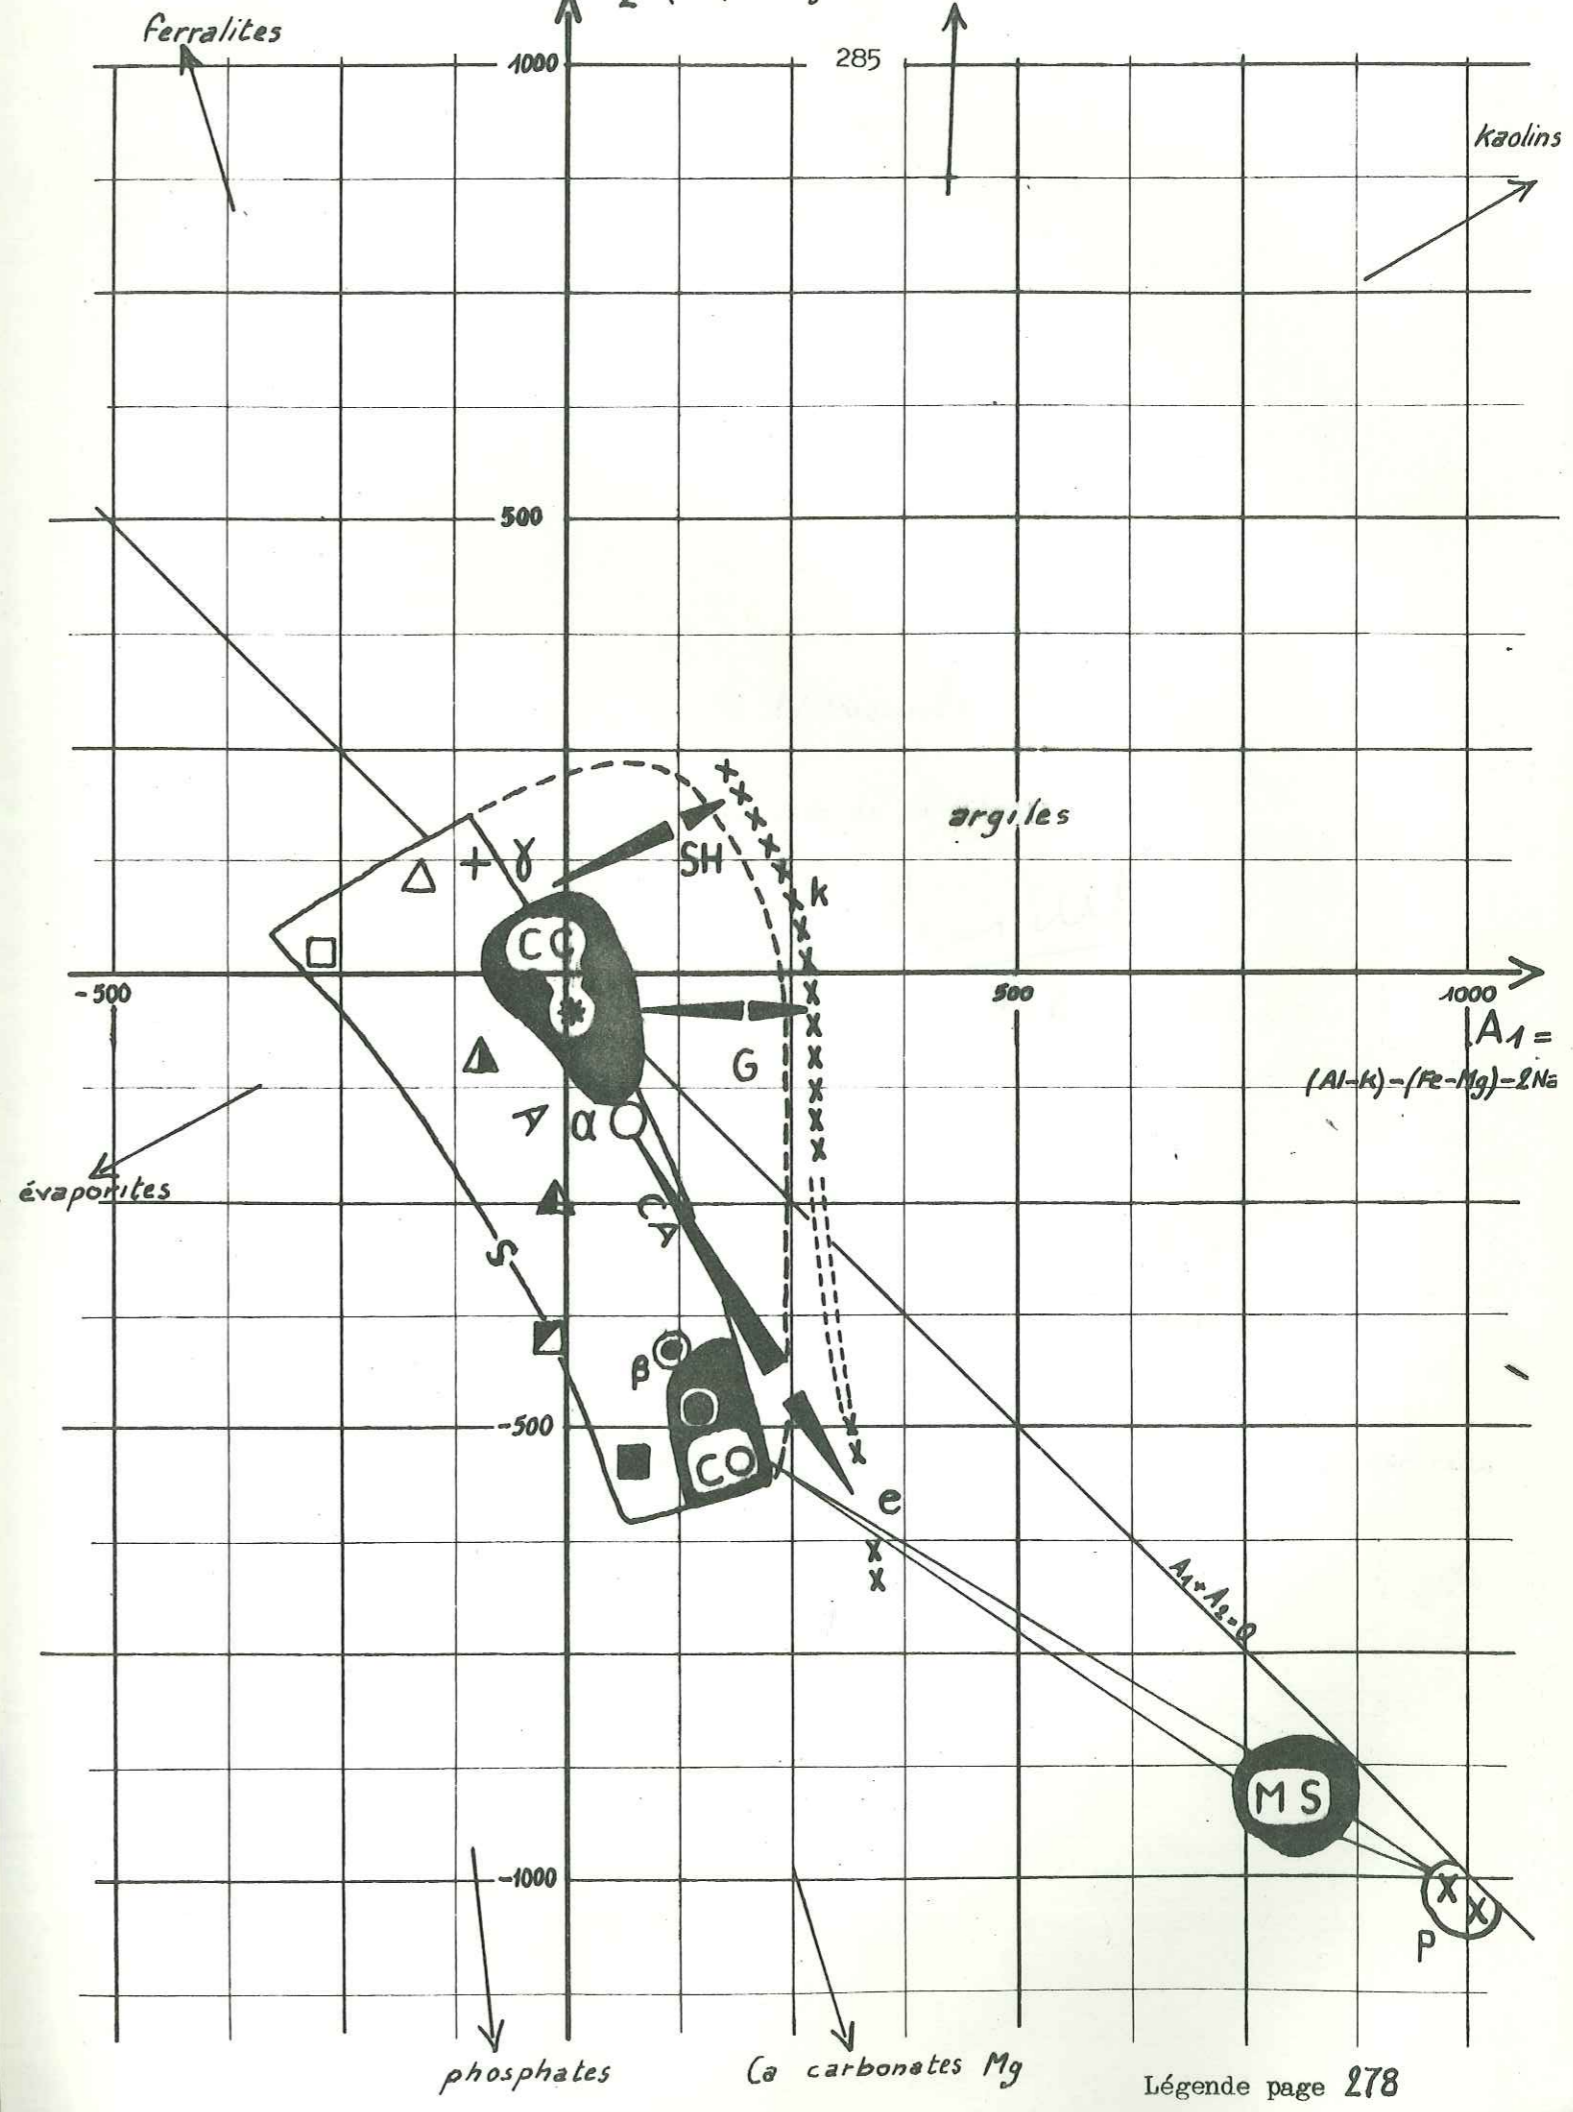 ferralites
1000
285
kaolins
500
argiles
+ γ
SH
k
C C
-500
500
1000
A1 =
(Al-K)-(Fe-Mg)-2Na
G
A
α
évaporites
CA
S
β
-500
CO
e
A1+A2=0
MS
-1000
P
phosphates
Ca carbonates Mg
Légende page 278